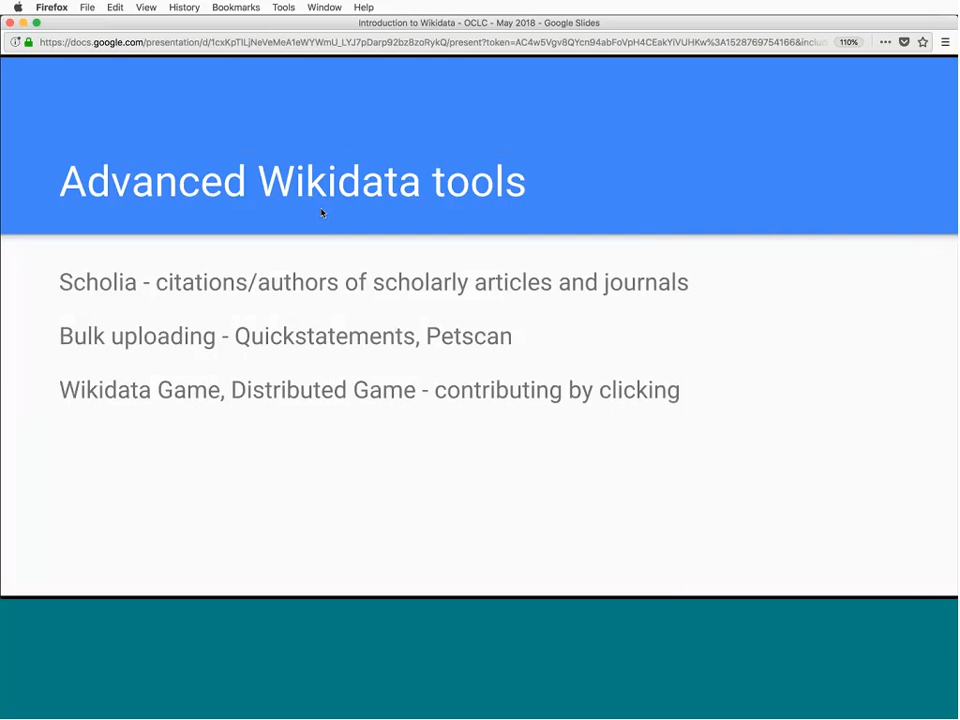 Firefox File Edit View History Bookmarks Tools Window Help
Introduction to Wikidata - OCLC - May 2018 - Google Slides
110%
Advanced Wikidata tools
Scholia - citations/authors of scholarly articles and journals
Bulk uploading - Quickstatements, Petscan
Wikidata Game, Distributed Game - contributing by clicking